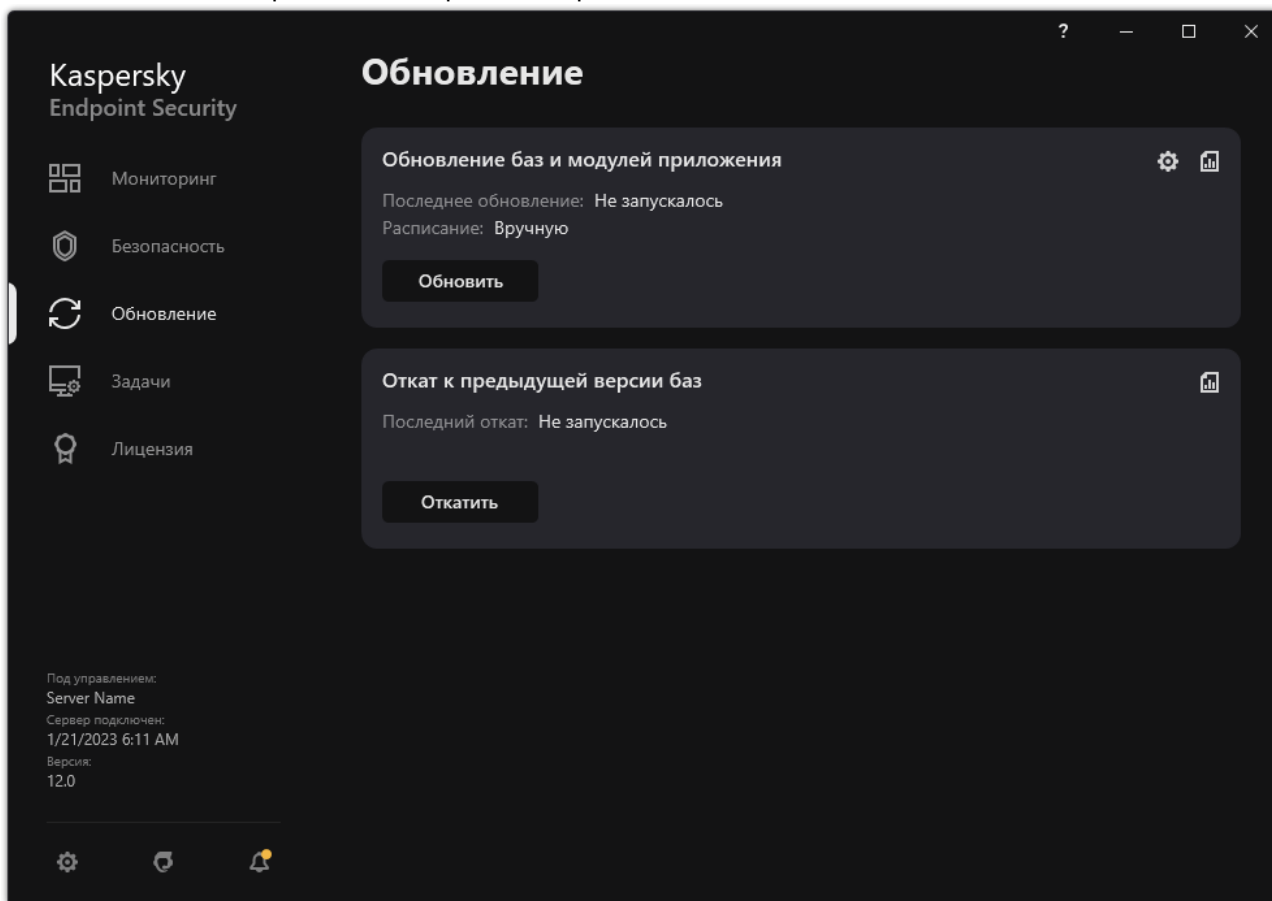 ?
Kaspersky
Endpoint Security
Мониторинг
Безопасность
Обновление
Задачи
Лицензия
Под управлением:
Server Name
Сервер подключен:
1/21/2023 6:11 AM
Версия:
12.0
Обновление
Обновление баз и модулей приложения
Последнее обновление: Не запускалось
Расписание: Вручную
Обновить
Откат к предыдущей версии баз
Последний откат: Не запускалось
Откатить